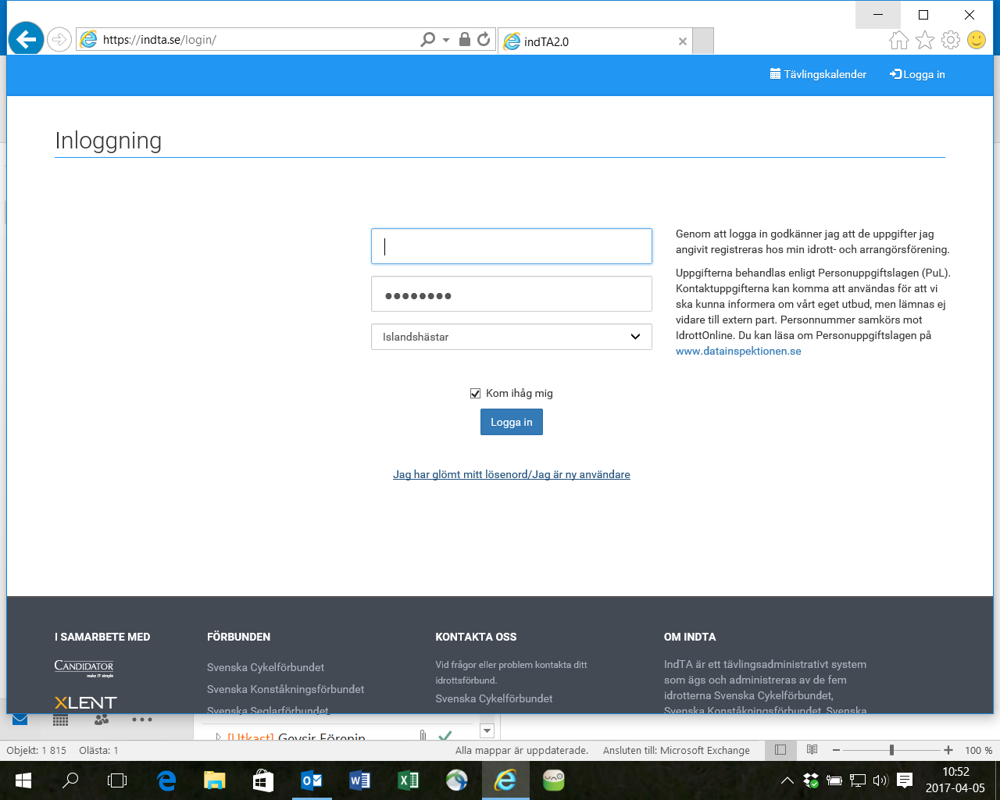 https://indta.se/login/
indTA2.0
Tävlingskalender
Logga in
Inloggning
Islandshästar
Kom ihåg mig
Logga in
Jag har glömt mitt lösenord/Jag är ny användare
Genom att logga in godkänner jag att de uppgifter jag
angivit registreras hos min idrott- och arrangörsförening.
Uppgifterna behandlas enligt Personuppgiftslagen (PuL).
Kontaktuppgifterna kan komma att användas för att vi
ska kunna informera om vårt eget utbud, men lämnas ej
vidare till extern part. Personnummer samkörs mot
IdrottOnline. Du kan läsa om Personuppgiftslagen på
www.datainspektionen.se
I SAMARBETE MED
CANDIDATOR
make IT simple
XLENT
FÖRBUNDEN
Svenska Cykelförbundet
Svenska Konståkningsförbundet
Svenska Seglarförbundet
KONTAKTA OSS
Vid frågor eller problem kontakta ditt
idrottsförbund.
Svenska Cykelförbundet
OM INDTA
IndTA är ett tävlingsadministrativt system
som ägs och administreras av de fem
idrotterna Svenska Cykelförbundet,
Svenska Konståkningsförbundet, Svenska
[Utkast] Geysir Förenin
Objekt: 1 815
Olästa: 1
Alla mappar är uppdaterade.
Ansluten till: Microsoft Exchange
100 %
uno
10:52
2017-04-05